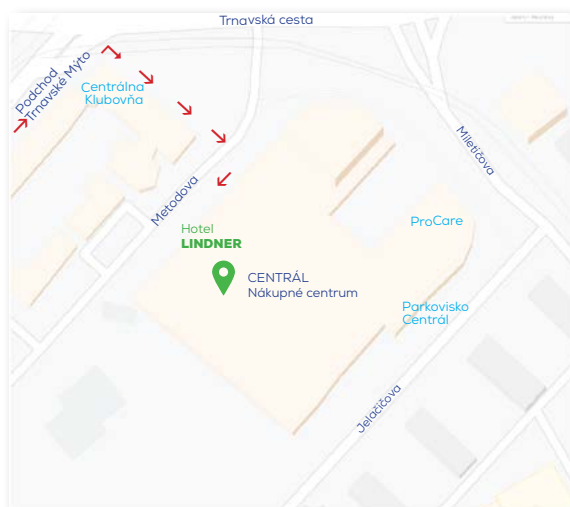 Trnavská cesta
Podchod
Trnavské Mýto
Centrálna
Klubovňa
Miletičova
Metodova
ProCare
Hotel
LINDNER
CENTRÁL
Nákupné centrum
Parkovisko
Centrál
Jelačičova